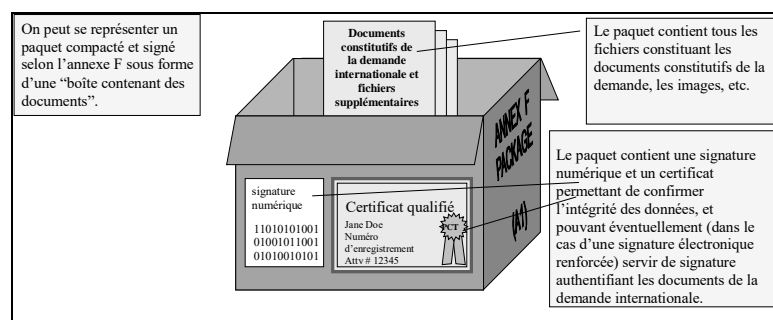 On peut se représenter un
paquet compacté et signé
selon l'annexe F sous forme
d'une “boîte contenant des
documents”.
Documents
constitutifs de
la demande
internationale et
fichiers
supplémentaires
Le paquet contient tous les
fichiers constituant les
documents constitutifs de la
demande, les images, etc.
ANNEX F
PACKAGE
(A1)
signature
numérique
11010101001
01001011001
01010010101
Certificat qualifié
Jane Doe
Numéro
d'enregistrement
Attv # 12345
PCT
Le paquet contient une signature
numérique et un certificat
permettant de confirmer
l'intégrité des données, et
pouvant éventuellement (dans le
cas d'une signature électronique
renforcée) servir de signature
authentifiant les documents de la
demande internationale.